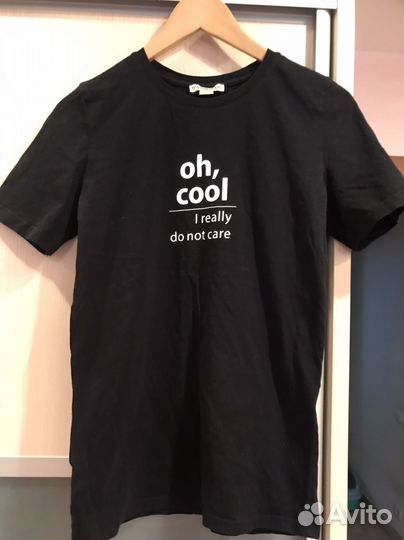 oh,
cool
I really
do not care
Avito